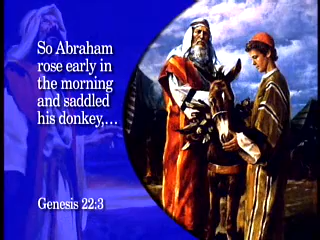 So Abraham
rose early in
the morning
and saddled
his donkey,...
Genesis 22:3